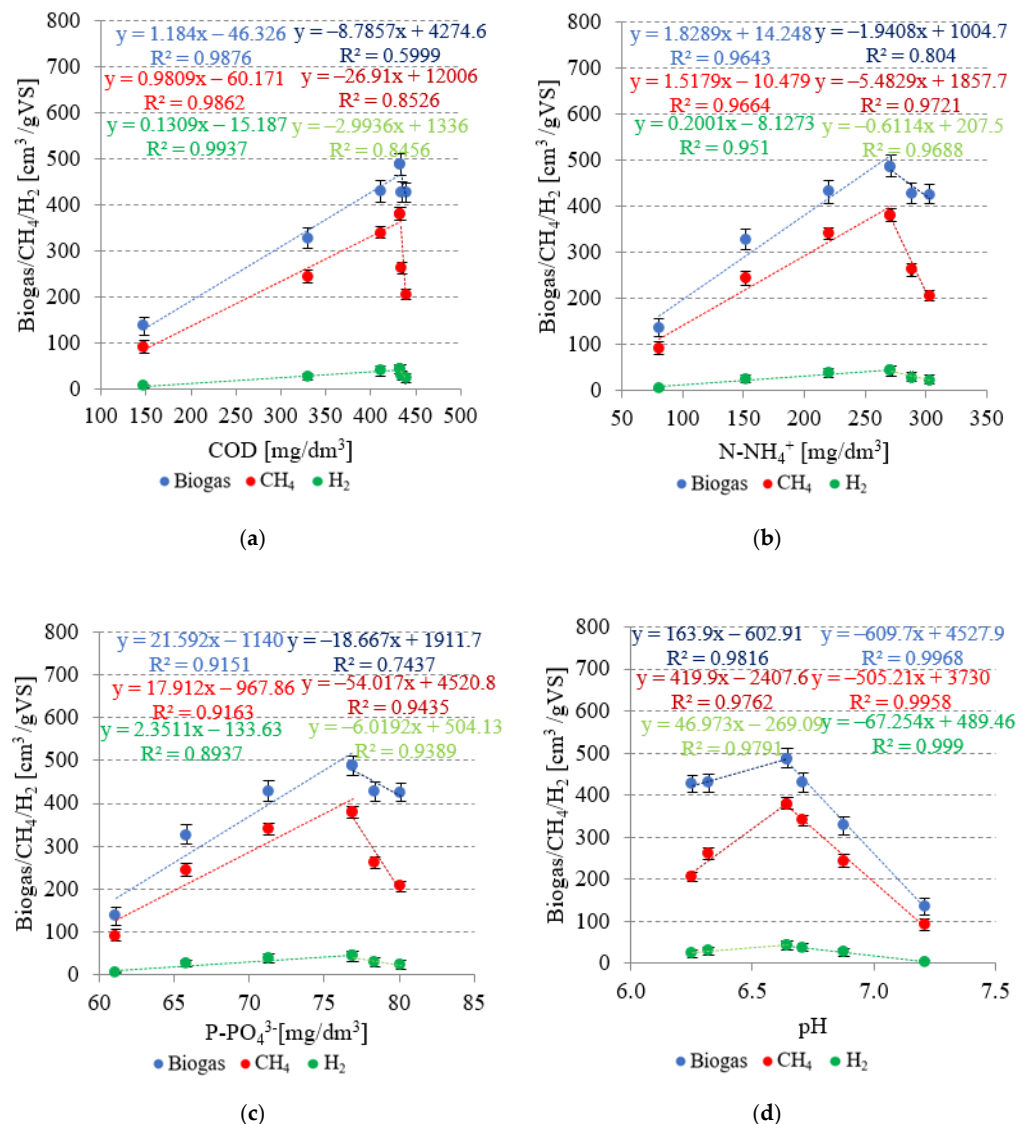 (a)
y = 1.184x – 46.326 y = –8.7857x + 4274.6
R² = 0.9876 R² = 0.5999
y = 0.9809x – 60.171 y = –26.91x + 12006
R² = 0.9862 R² = 0.8526
y = 0.1309x – 15.187 y = –2.9936x + 1336
R² = 0.9937 R² = 0.8456
800
700
600
500
400
300
200
100
0
Biogas/CH₄/H₂ [cm³/gVS]
100 200 300 400 500
COD [mg/dm³]
Biogas CH₄ H₂
(a)
y = 1.8289x + 14.248 y = –1.9408x + 1004.7
R² = 0.9643 R² = 0.804
y = 1.5179x – 10.479 y = –5.4829x + 1857.7
R² = 0.9664 R² = 0.9721
y = 0.2001x – 8.1273 y = –0.6114x + 207.5
R² = 0.951 R² = 0.9688
800
700
600
500
400
300
200
100
0
Biogas/CH₄/H₂ [cm³/gVS]
50 100 150 200 250 300 350
N-NH₄⁺ [mg/dm³]
Biogas CH₄ H₂
(b)
y = 21.592x – 1140 y = –18.667x + 1911.7
R² = 0.9151 R² = 0.7437
y = 17.912x – 967.86 y = –54.017x + 4520.8
R² = 0.9163 R² = 0.9435
y = 2.3511x – 133.63 y = –6.0192x + 504.13
R² = 0.8937 R² = 0.9389
800
700
600
500
400
300
200
100
0
Biogas/CH₄/H₂ [cm³/gVS]
60 65 70 75 80 85
P-PO₄³⁻[mg/dm³]
Biogas CH₄ H₂
(c)
y = 163.9x – 602.91 y = –609.7x + 4527.9
R² = 0.9816 R² = 0.9968
y = 419.9x – 2407.6 y = –505.21x + 3730
R² = 0.9762 R² = 0.9958
y = 46.973x – 269.09 y = –67.254x + 489.46
R² = 0.9791 R² = 0.999
800
700
600
500
400
300
200
100
0
Biogas/CH₄/H₂ [cm³/gVS]
6.0 6.5 7.0 7.5
pH
Biogas CH₄ H₂
(d)